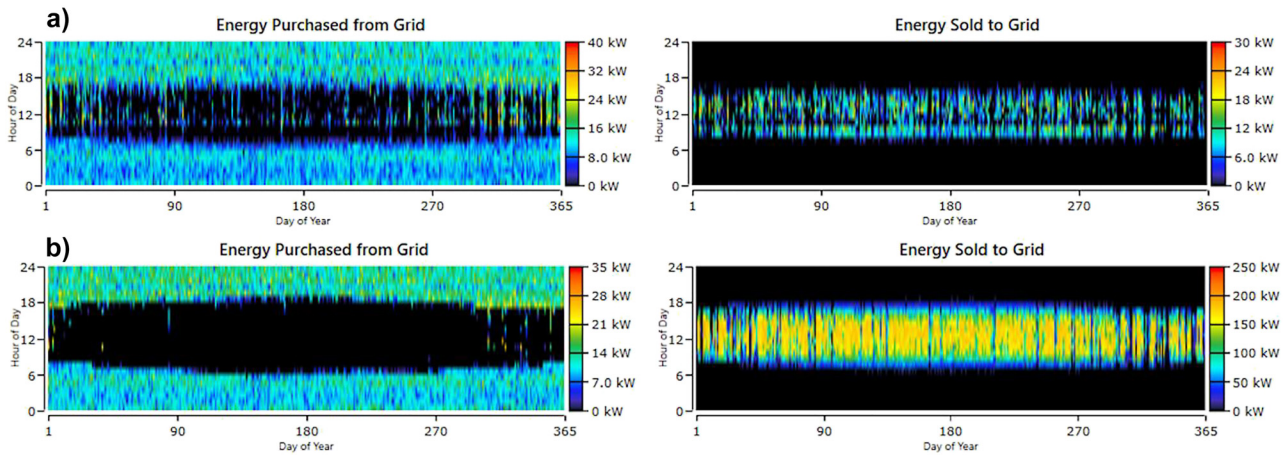 a)
Energy Purchased from Grid
24
18
12
6
0
Hour of Day
1
90
180
270
365
Day of Year
40 kW
32 kW
24 kW
16 kW
8.0 kW
0 kW
Energy Sold to Grid
24
18
12
6
0
Hour of Day
1
90
180
270
365
Day of Year
30 kW
24 kW
18 kW
12 kW
6.0 kW
0 kW
b)
Energy Purchased from Grid
24
18
12
6
0
Hour of Day
1
90
180
270
365
Day of Year
35 kW
28 kW
21 kW
14 kW
7.0 kW
0 kW
Energy Sold to Grid
24
18
12
6
0
Hour of Day
1
90
180
270
365
Day of Year
250 kW
200 kW
150 kW
100 kW
50 kW
0 kW